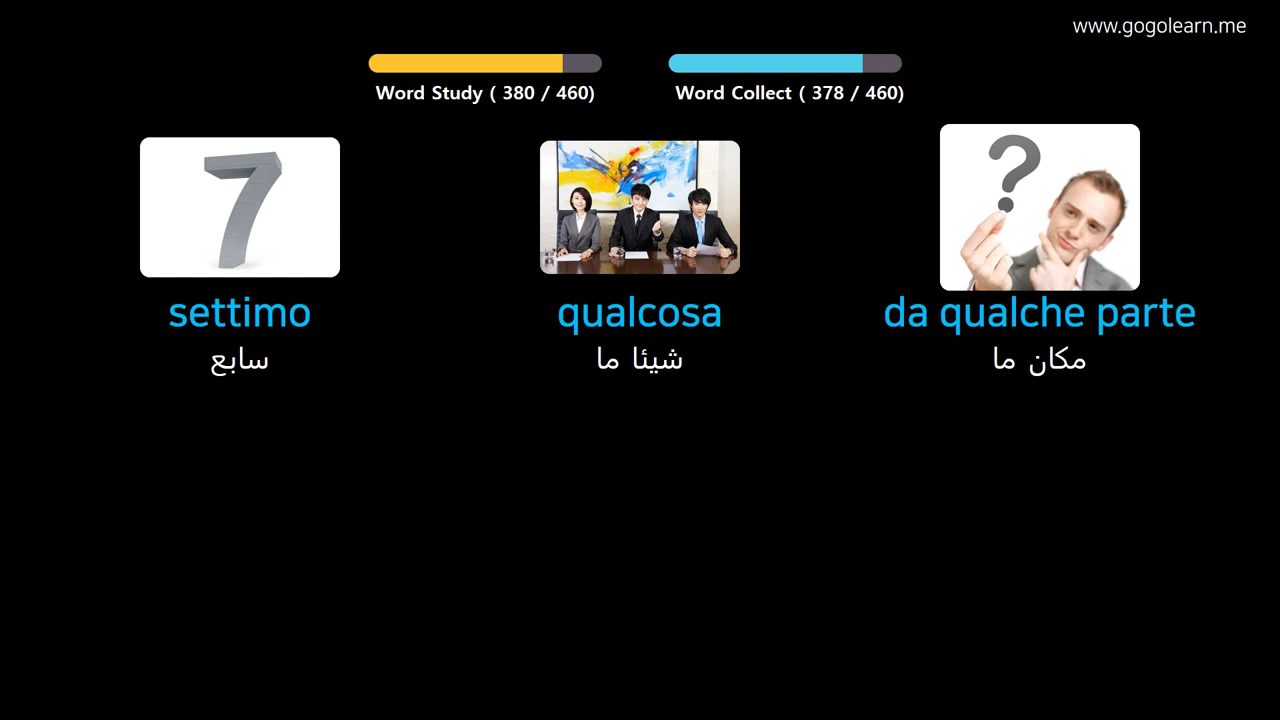 www.gogolearn.me
Word Study ( 380 / 460)
Word Collect ( 378 / 460)
7
?
settimo
qualcosa
da qualche parte
سابع
شيئا ما
مكان ما